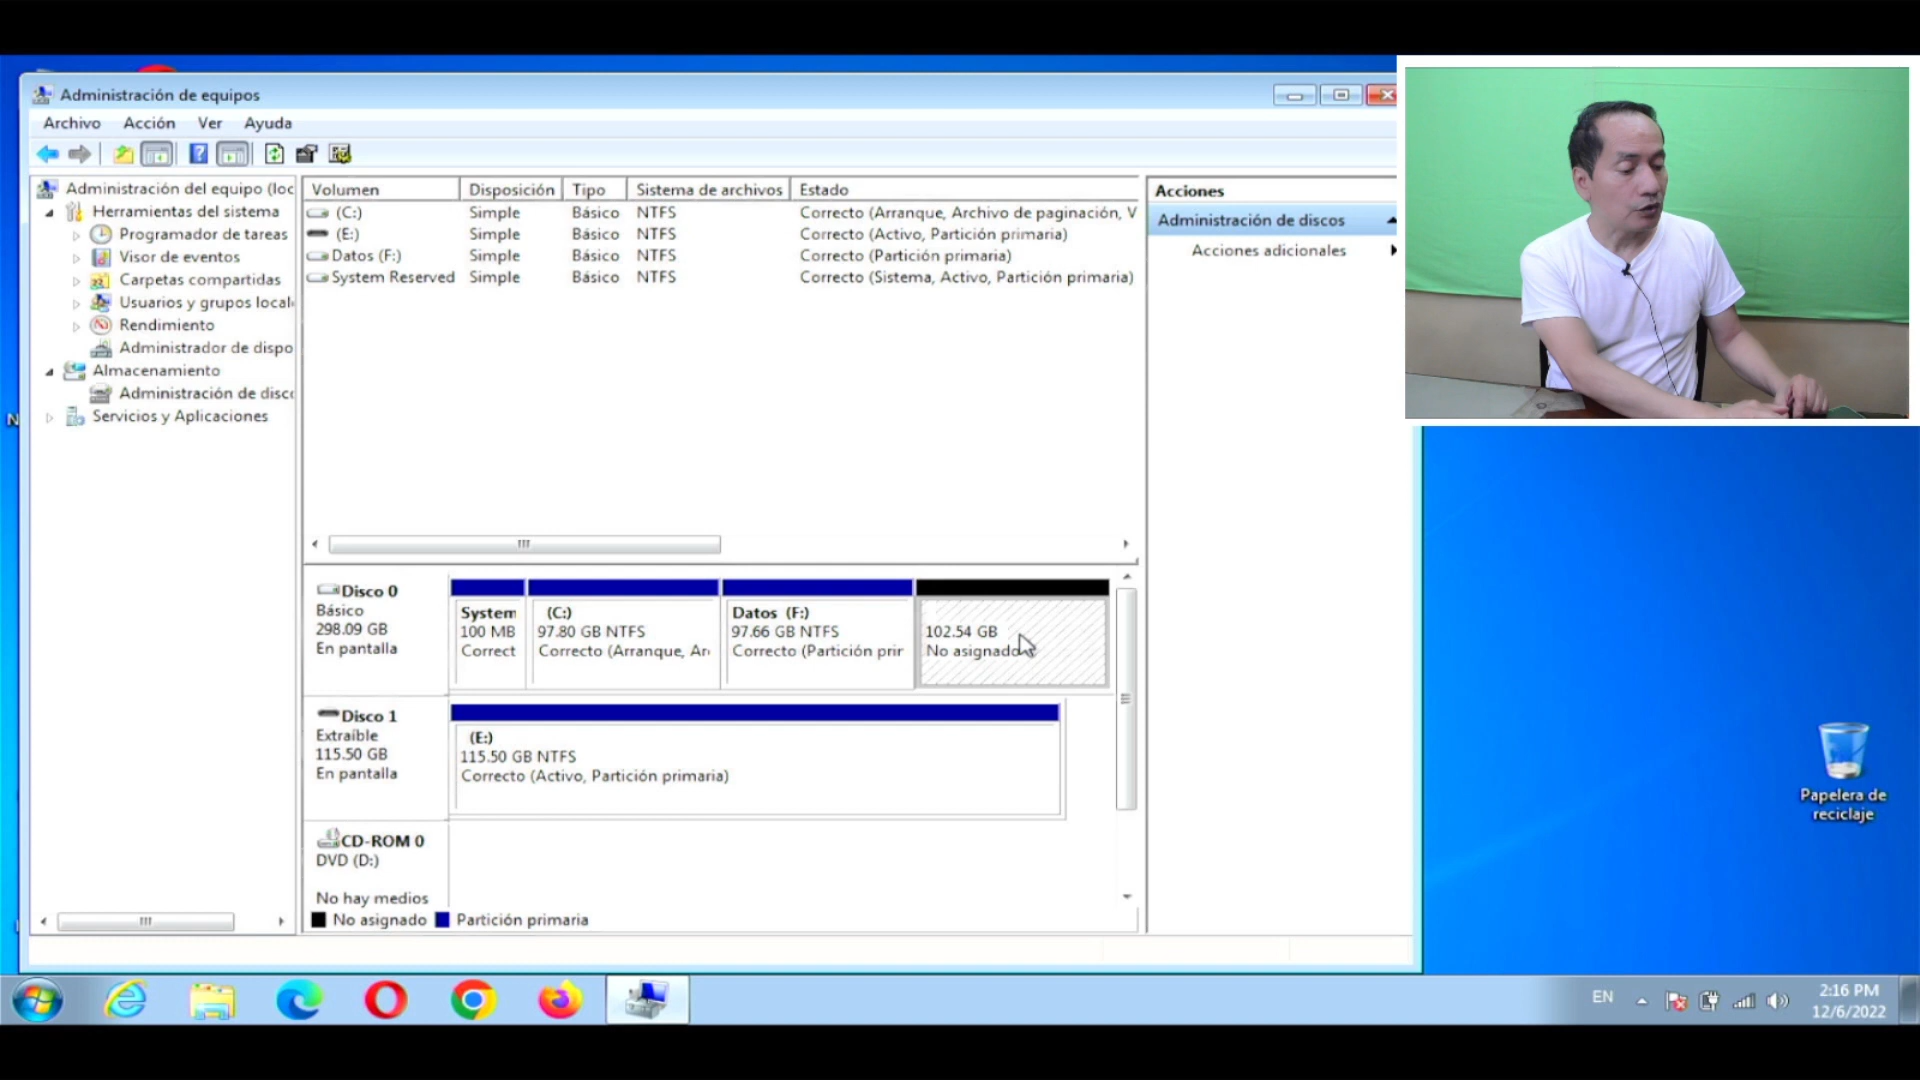 Administración de equipos
Archivo Acción Ver Ayuda
Administración del equipo (loc
Herramientas del sistema
Programador de tareas
Visor de eventos
Carpetas compartidas
Usuarios y grupos local
Rendimiento
Administrador de dispo
Almacenamiento
Administración de disc
Servicios y Aplicaciones
Volumen Disposición Tipo Sistema de archivos Estado
(C:) Simple Básico NTFS Correcto (Arranque, Archivo de paginación, V
(E:) Simple Básico NTFS Correcto (Activo, Partición primaria)
Datos (F:) Simple Básico NTFS Correcto (Partición primaria)
System Reserved Simple Básico NTFS Correcto (Sistema, Activo, Partición primaria)
Acciones
Administración de discos
Acciones adicionales
Disco 0
Básico
298.09 GB
En pantalla
System
100 MB
Correct
(C:)
97.80 GB NTFS
Correcto (Arranque, Ar
Datos (F:)
97.66 GB NTFS
Correcto (Partición prir
102.54 GB
No asignado
Disco 1
Extraíble
115.50 GB
En pantalla
(E:)
115.50 GB NTFS
Correcto (Activo, Partición primaria)
CD-ROM 0
DVD (D:)
No hay medios
No asignado Partición primaria
Papelera de
reciclaje
EN
2:16 PM
12/6/2022